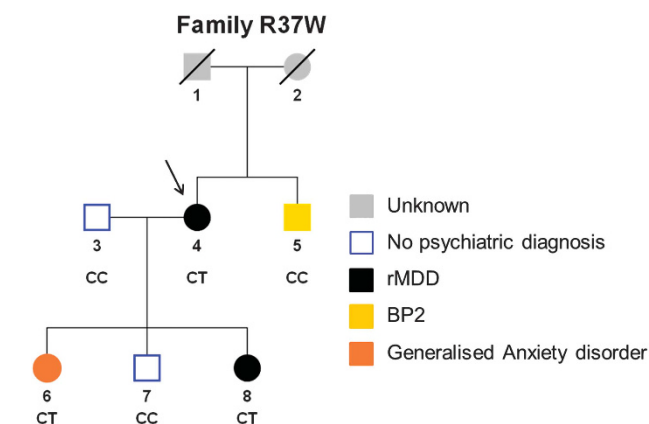 Family R37W
1
2
3
4
5
CC
CT
CC
6
7
8
CT
CC
CT
Unknown
No psychiatric diagnosis
rMDD
BP2
Generalised Anxiety disorder